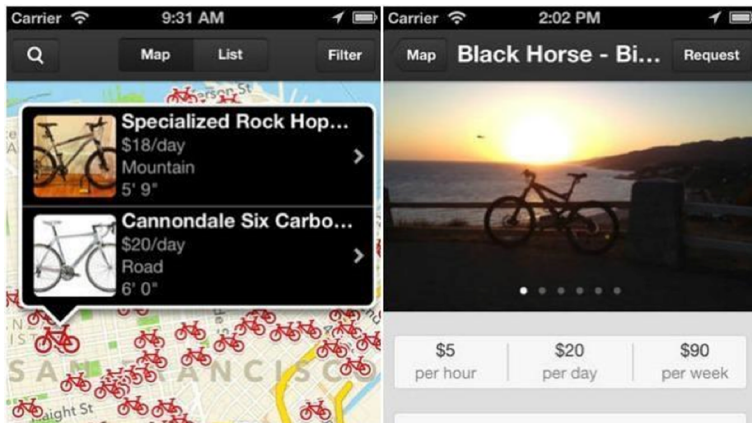 Carrier 9:31 AM
Map List Filter
Specialized Rock Hop...
$18/day
Mountain
5' 9"
Cannondale Six Carbo...
$20/day
Road
6' 0"
SAN FRANCISCO
aight St
Carrier 2:02 PM
Map Black Horse - Bi... Request
$5 $20 $90
per hour per day per week